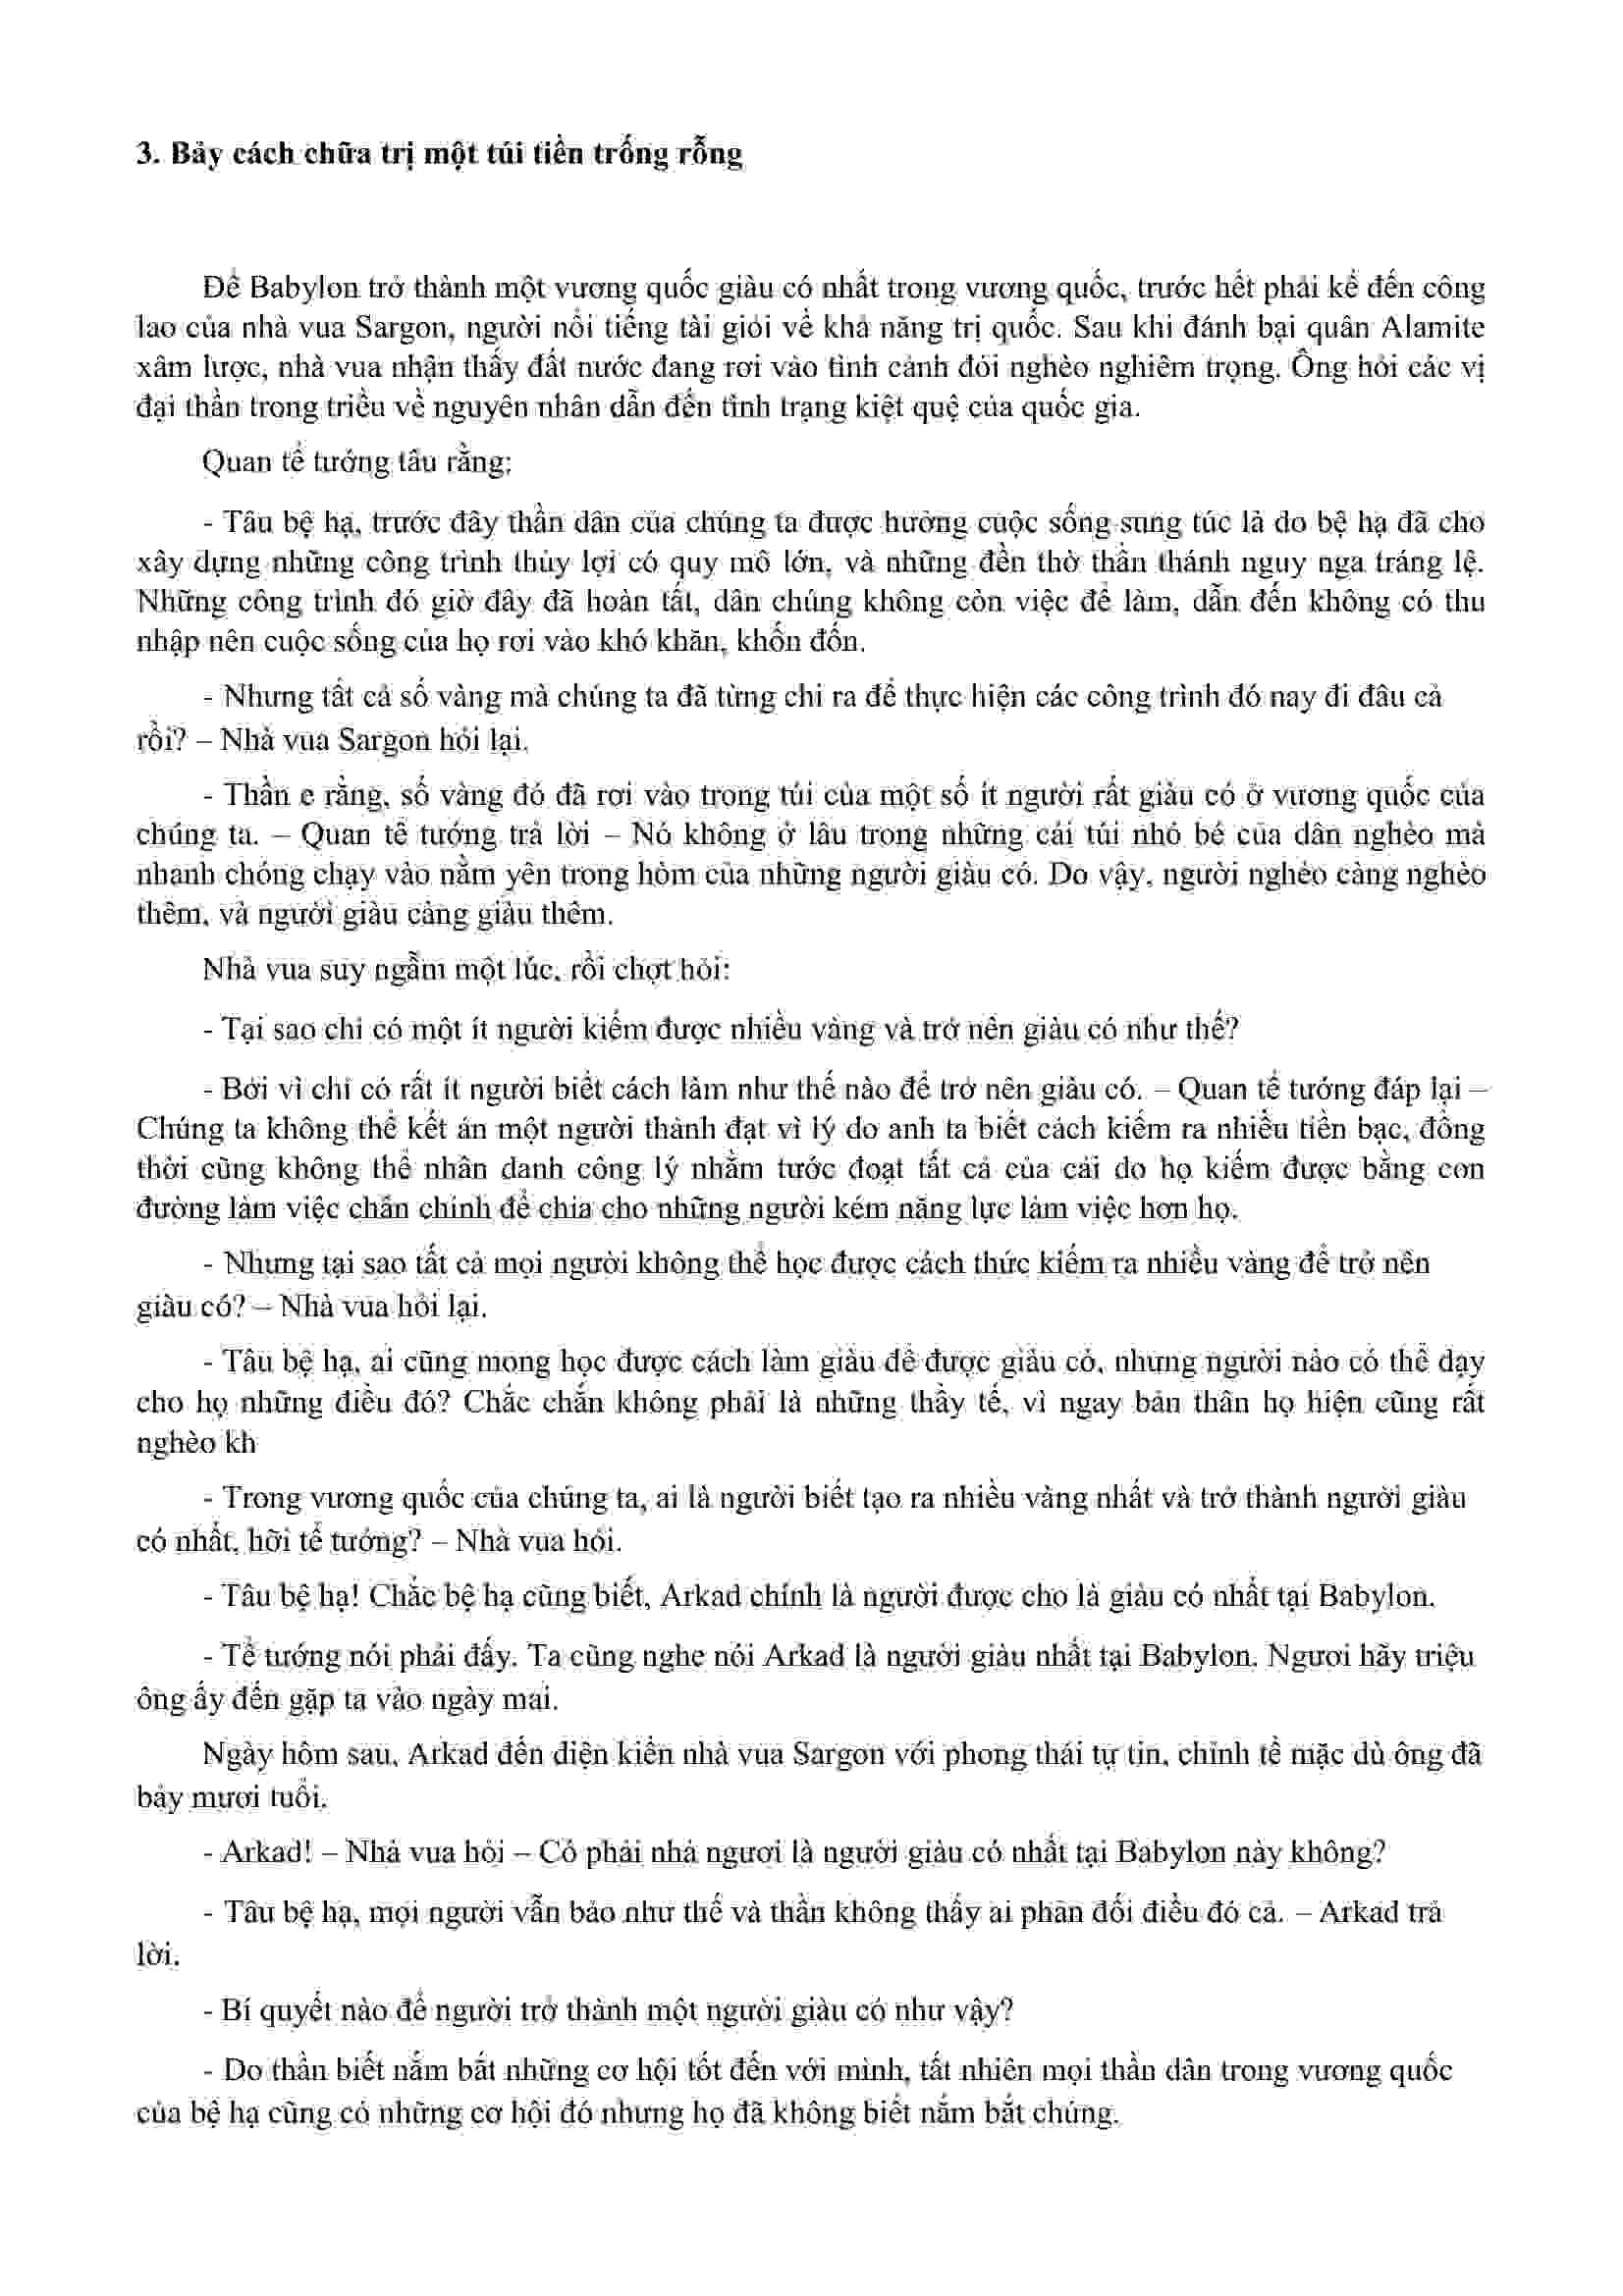 3. Bảy cách chữa trị một túi tiền trống rỗng
Để Babylon trở thành một vương quốc giàu có nhất trong vương quốc, trước hết phải kể đến công
lao của nhà vua Sargon, người nổi tiếng tài giỏi về khả năng trị quốc. Sau khi đánh bại quân Alamite
xâm lược, nhà vua nhận thấy đất nước đang rơi vào tình cảnh đói nghèo nghiêm trọng. Ông hỏi các vị
đại thần trong triều về nguyên nhân dẫn đến tình trạng kiệt quệ của quốc gia.
Quan tể tướng tâu rằng:
- Tâu bệ hạ, trước đây thần dân của chúng ta được hưởng cuộc sống sung túc là do bệ hạ đã cho
xây dựng những công trình thủy lợi có quy mô lớn, và những đền thờ thần thánh nguy nga tráng lệ.
Những công trình đó giờ đây đã hoàn tất, dân chúng không còn việc để làm, dẫn đến không có thu
nhập nên cuộc sống của họ rơi vào khó khăn, khốn đốn.
- Nhưng tất cả số vàng mà chúng ta đã từng chi ra để thực hiện các công trình đó nay đi đâu cả
rồi? – Nhà vua Sargon hỏi lại.
- Thần e rằng, số vàng đó đã rơi vào trong túi của một số ít người rất giàu có ở vương quốc của
chúng ta. – Quan tể tướng trả lời – Nó không ở lâu trong những cái túi nhỏ bé của dân nghèo mà
nhanh chóng chạy vào nằm yên trong hòm của những người giàu có. Do vậy, người nghèo càng nghèo
thêm, và người giàu càng giàu thêm.
Nhà vua suy ngẫm một lúc, rồi chợt hỏi:
- Tại sao chỉ có một ít người kiếm được nhiều vàng và trở nên giàu có như thế?
- Bởi vì chỉ có rất ít người biết cách làm như thế nào để trở nên giàu có. – Quan tể tướng đáp lại –
Chúng ta không thể kết án một người thành đạt vì lý do anh ta biết cách kiếm ra nhiều tiền bạc, đồng
thời cũng không thể nhân danh công lý nhằm tước đoạt tất cả của cải do họ kiếm được bằng con
đường làm việc chân chính để chia cho những người kém năng lực làm việc hơn họ.
- Nhưng tại sao tất cả mọi người không thể học được cách thức kiếm ra nhiều vàng để trở nên
giàu có? – Nhà vua hỏi lại.
- Tâu bệ hạ, ai cũng mong học được cách làm giàu để được giàu có, nhưng người nào có thể dạy
cho họ những điều đó? Chắc chắn không phải là những thầy tế, vì ngay bản thân họ hiện cũng rất
nghèo kh
- Trong vương quốc của chúng ta, ai là người biết tạo ra nhiều vàng nhất và trở thành người giàu
có nhất, hỡi tể tướng? – Nhà vua hỏi.
- Tâu bệ hạ! Chắc bệ hạ cũng biết, Arkad chính là người được cho là giàu có nhất tại Babylon.
- Tể tướng nói phải đấy. Ta cũng nghe nói Arkad là người giàu nhất tại Babylon. Ngươi hãy triệu
ông ấy đến gặp ta vào ngày mai.
Ngày hôm sau, Arkad đến diện kiến nhà vua Sargon với phong thái tự tin, chỉnh tề mặc dù ông đã
bảy mươi tuổi.
- Arkad! – Nhà vua hỏi – Có phải nhà ngươi là người giàu có nhất tại Babylon này không?
- Tâu bệ hạ, mọi người vẫn bảo như thế và thần không thấy ai phản đối điều đó cả. – Arkad trả
lời.
- Bí quyết nào để người trở thành một người giàu có như vậy?
- Do thần biết nắm bắt những cơ hội tốt đến với mình, tất nhiên mọi thần dân trong vương quốc
của bệ hạ cũng có những cơ hội đó nhưng họ đã không biết nắm bắt chúng.